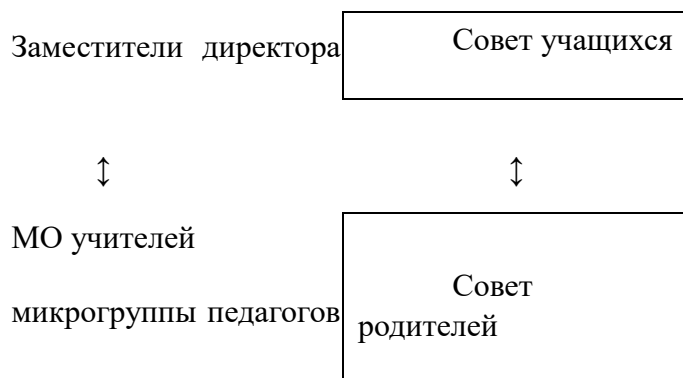 Заместители директора
Совет учащихся
↕ ↕
МО учителей
микрогруппы педагогов
Совет
родителей